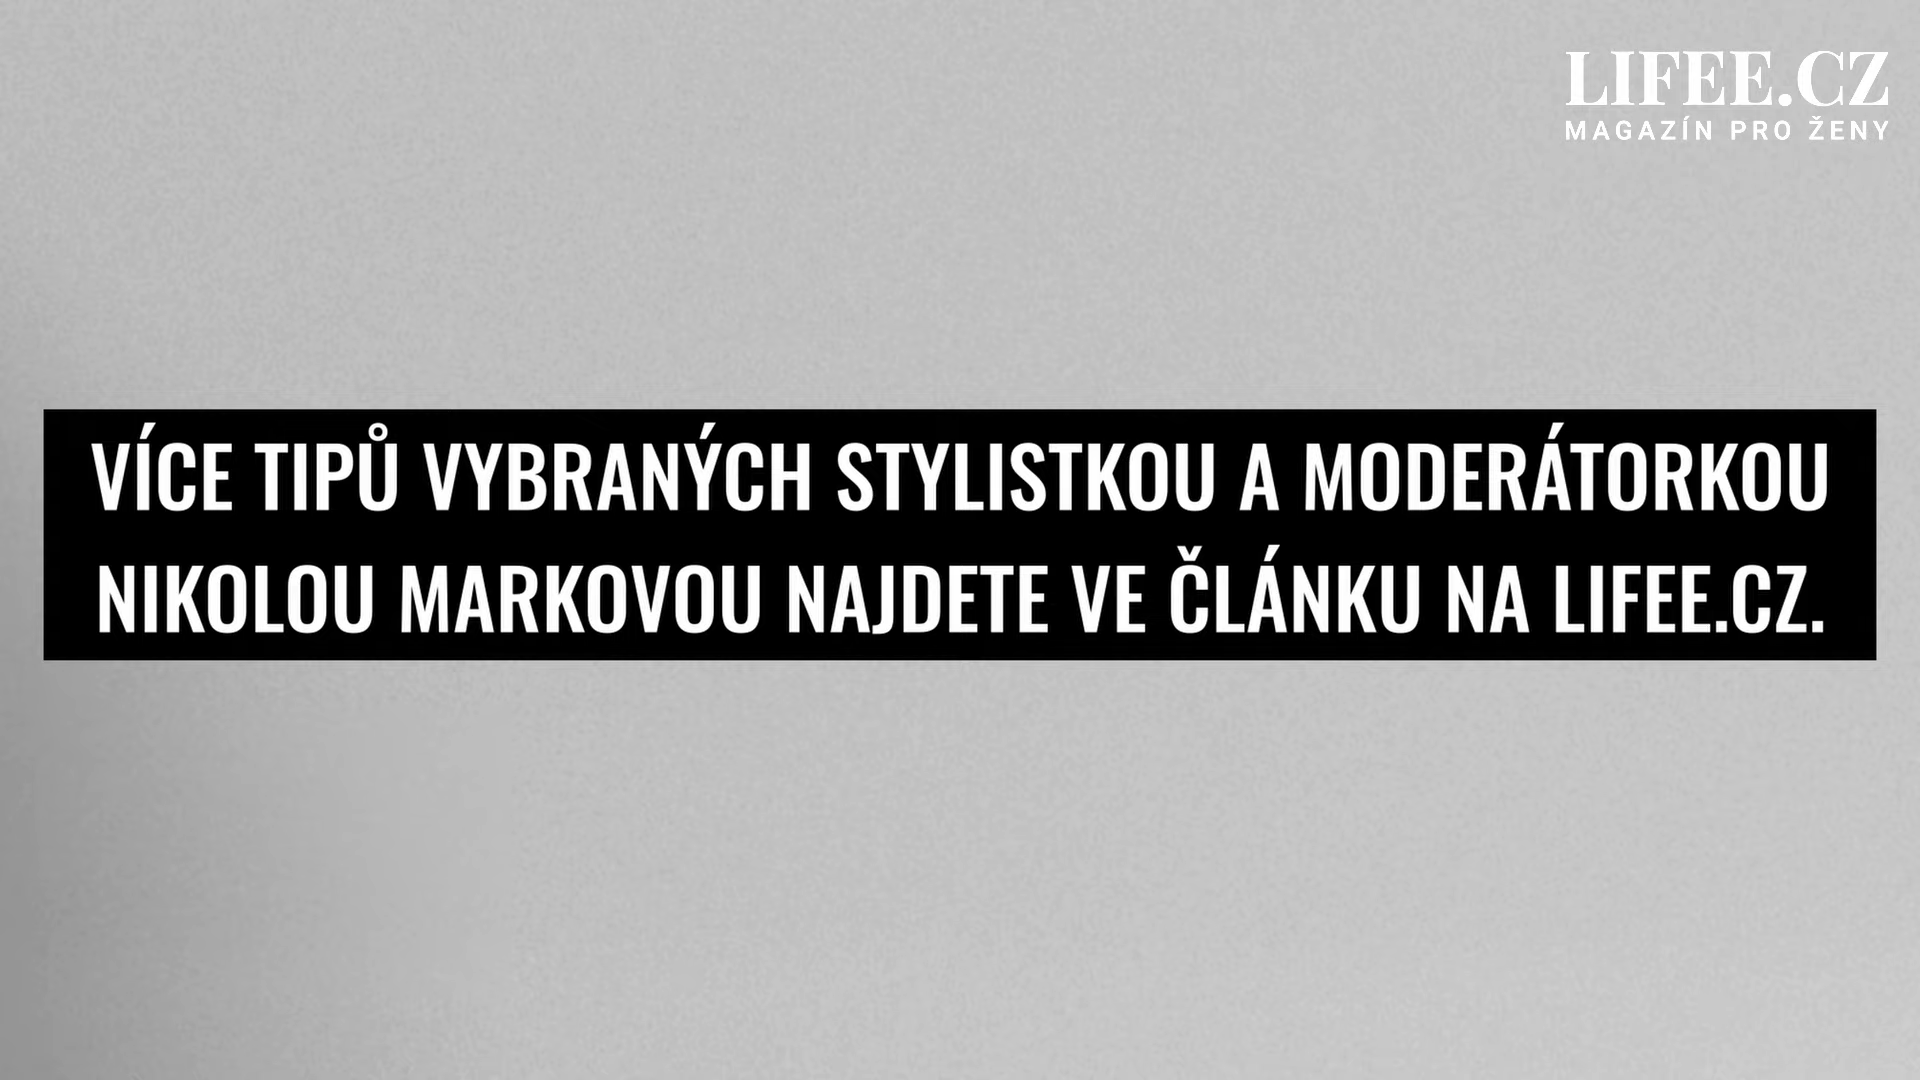 LIFEE.CZ
MAGAZÍN PRO ŽENY
VÍCE TIPŮ VYBRANÝCH STYLISTKOU A MODERÁTORKOU
NIKOLOU MARKOVOU NAJDETE VE ČLÁNKU NA LIFEE.CZ.